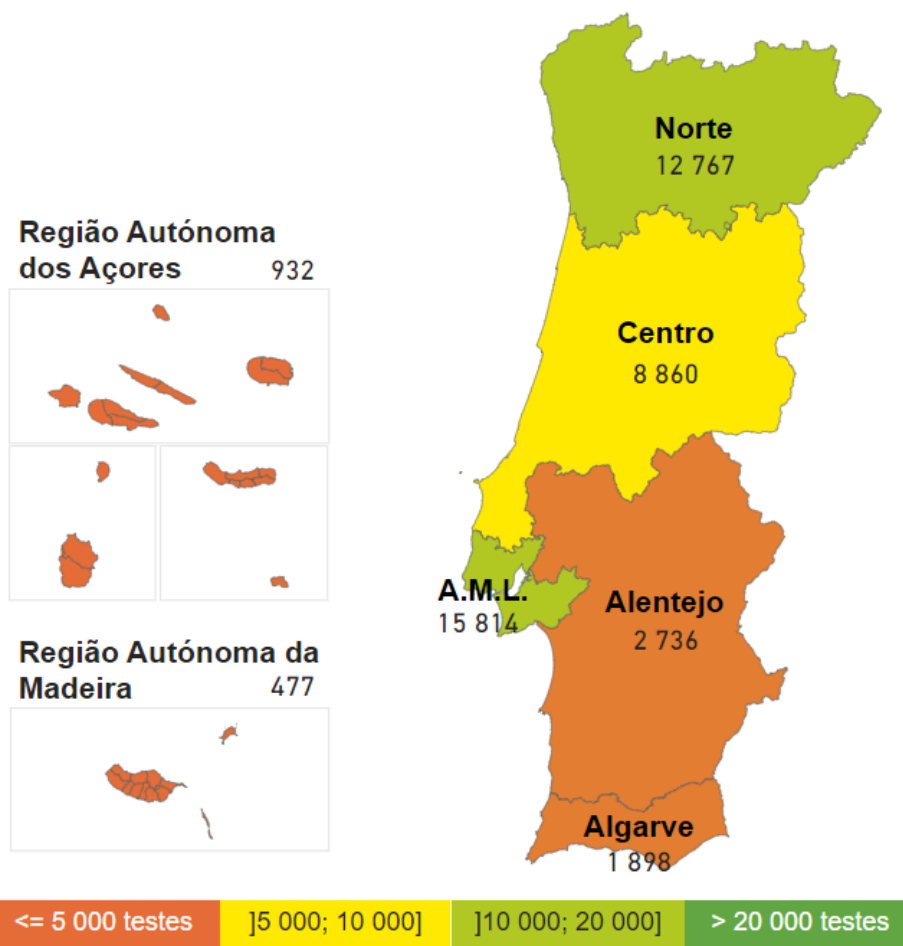 Norte
12 767
Região Autónoma
dos Açores 932
Centro
8 860
A.M.L.
15 814
Alentejo
2 736
Região Autónoma da
Madeira 477
Algarve
1 898
<= 5 000 testes ]5 000; 10 000] ]10 000; 20 000] > 20 000 testes